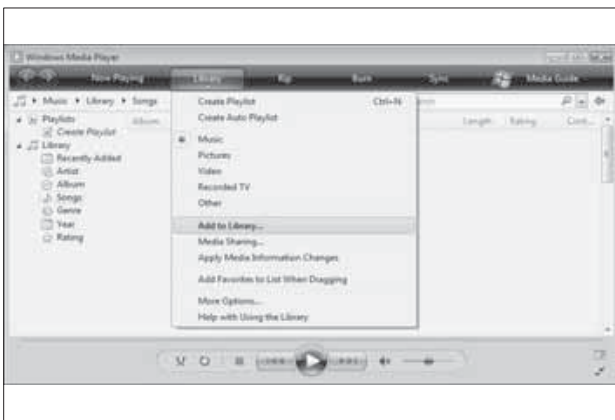 Windows Media Player
Now Playing Library Rip Burn Sync Media Guide
Music Library Songs
Playlists
Create Playlist
Library
Recently Added
Artist
Album
Songs
Genre
Year
Rating
Album Length Rating
Create Playlist Ctrl+N
Create Auto Playlist
Music
Pictures
Video
Recorded TV
Other
Add to Library...
Media Sharing...
Apply Media Information Changes
Add Favorites to List When Dragging
More Options...
Help with Using the Library